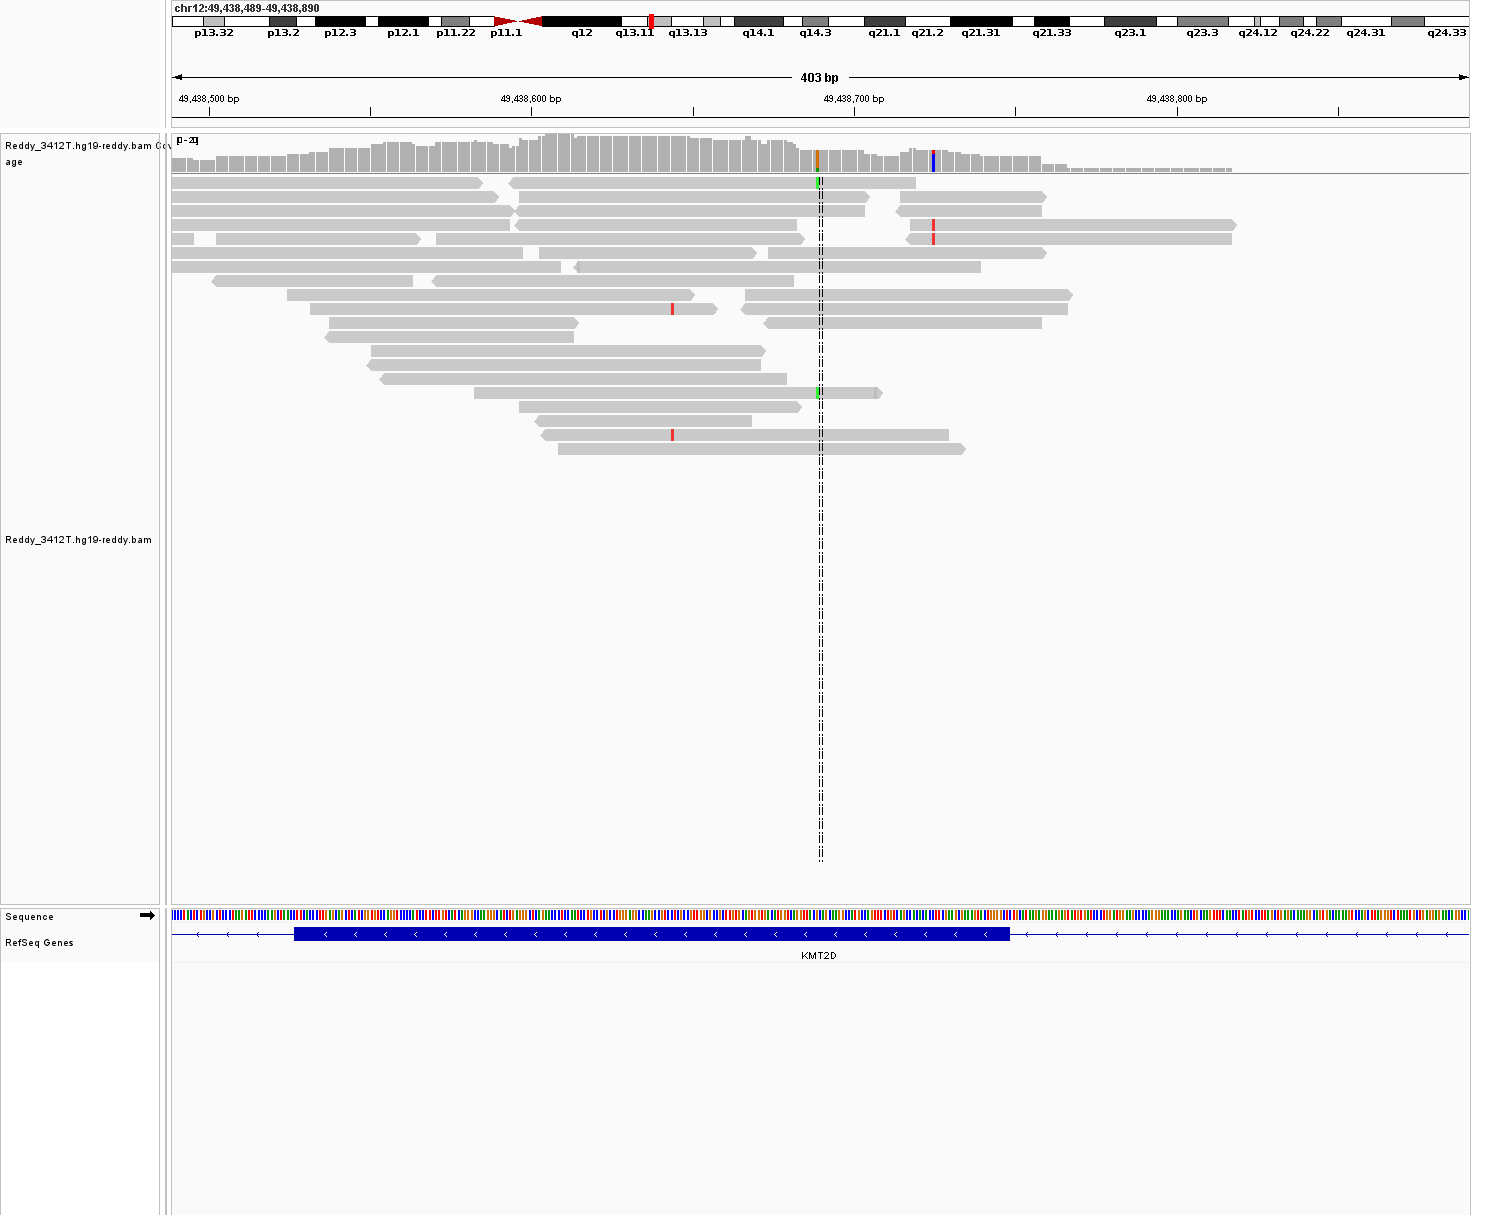 chr12:49,438,489-49,438,890
p13.32 p13.2 p12.3 p12.1 p11.22 p11.1 q12 q13.11 q13.13 q14.1 q14.3 q21.1 q21.2 q21.31 q21.33 q23.1 q23.3 q24.12 q24.22 q24.31 q24.33
403 bp
49,438,500 bp 49,438,600 bp 49,438,700 bp 49,438,800 bp
Reddy_3412T.hg19-reddy.bam Cov
age
[0 - 20]
Reddy_3412T.hg19-reddy.bam
Sequence
RefSeq Genes
KMT2D